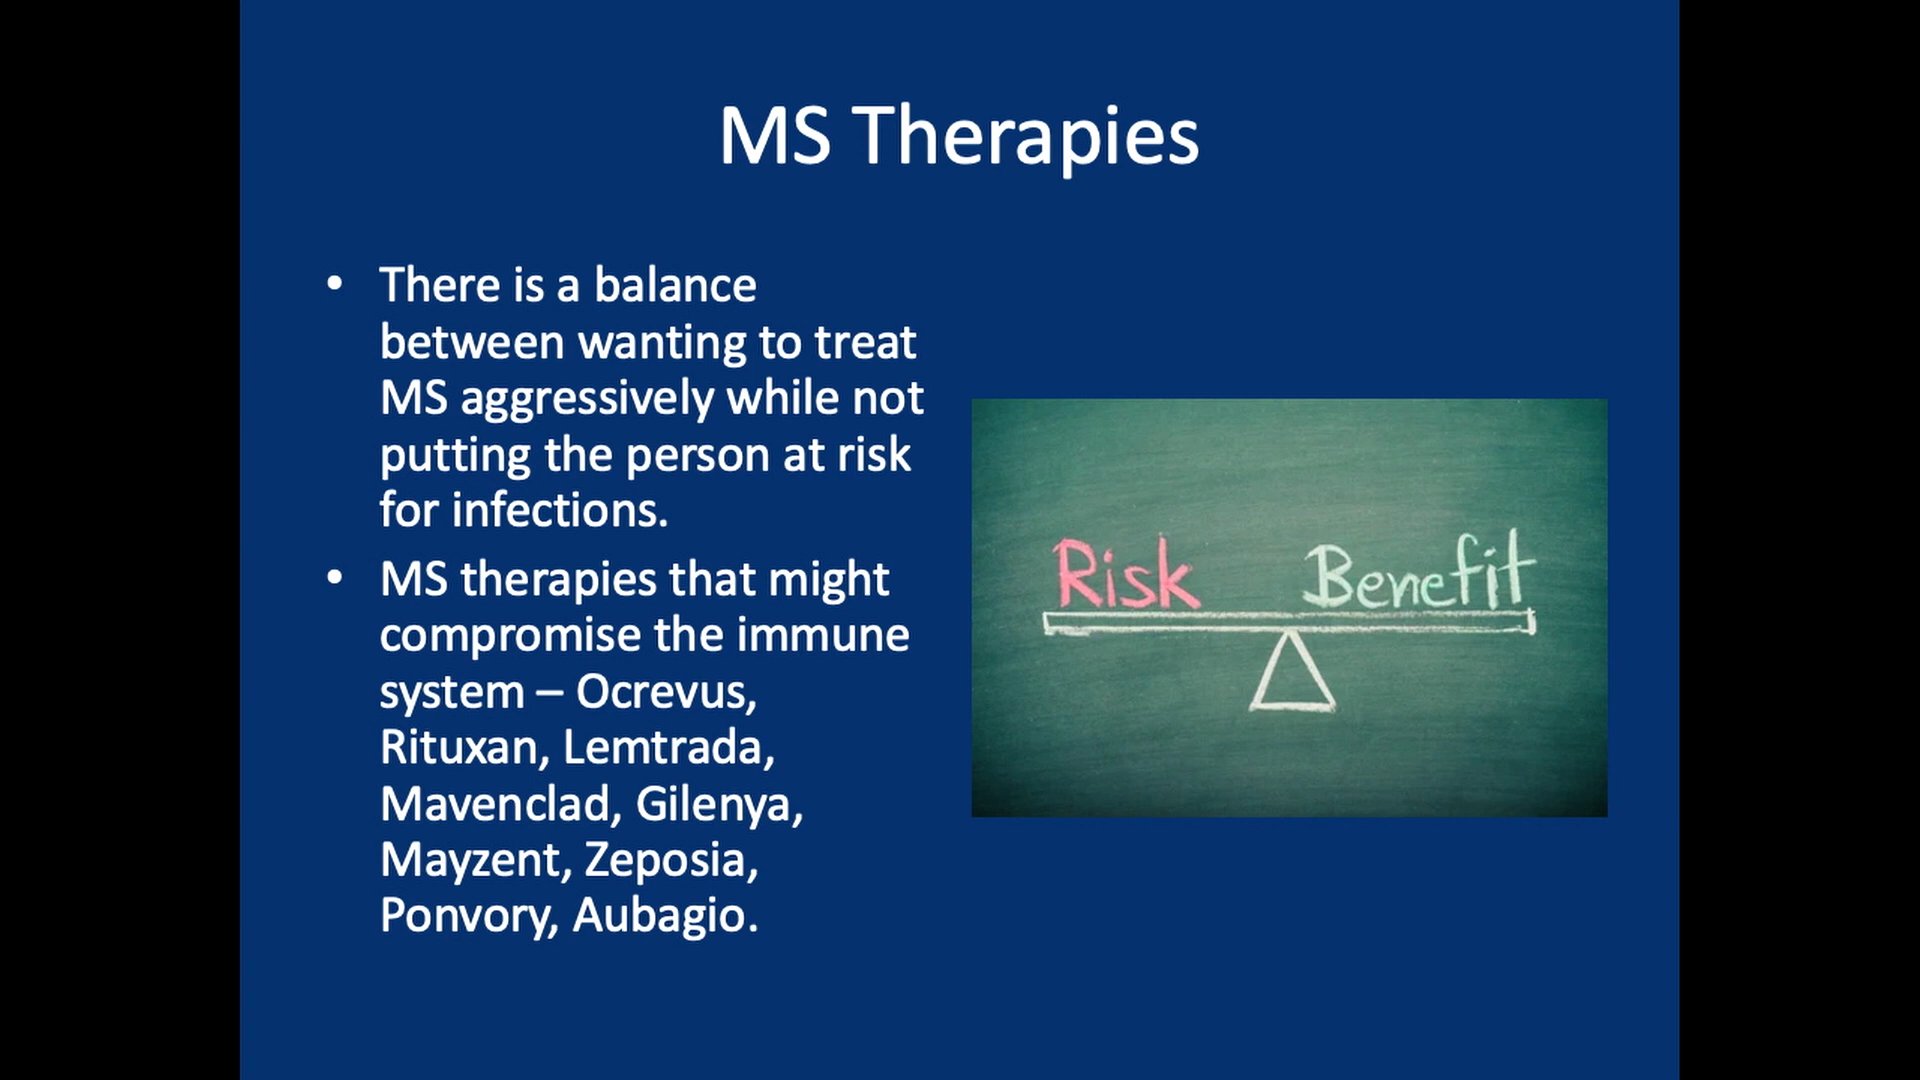 MS Therapies
• There is a balance
between wanting to treat
MS aggressively while not
putting the person at risk
for infections.
• MS therapies that might
compromise the immune
system – Ocrevus,
Rituxan, Lemtrada,
Mavenclad, Gilenya,
Mayzent, Zeposia,
Ponvory, Aubagio.
Risk Benefit